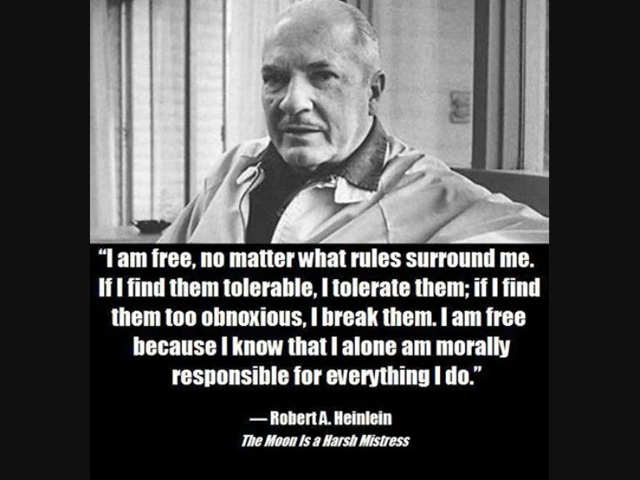 “I am free, no matter what rules surround me.
If I find them tolerable, I tolerate them; if I find
them too obnoxious, I break them. I am free
because I know that I alone am morally
responsible for everything I do.”
— Robert A. Heinlein
The Moon Is a Harsh Mistress